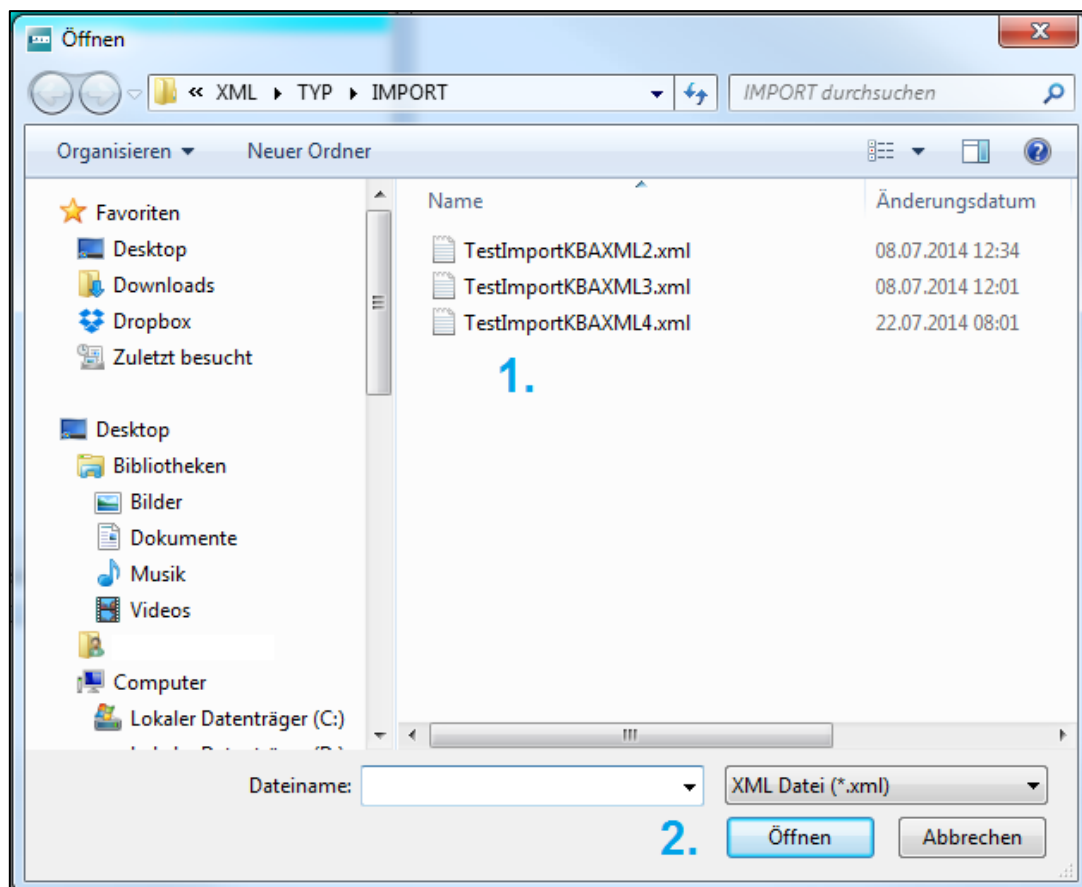 Öffnen
« XML ▸ TYP ▸ IMPORT
IMPORT durchsuchen
Organisieren
Neuer Ordner
Favoriten
Desktop
Downloads
Dropbox
Zuletzt besucht
Desktop
Bibliotheken
Bilder
Dokumente
Musik
Videos
Computer
Lokaler Datenträger (C:)
Name Änderungsdatum
TestImportKBAXML2.xml 08.07.2014 12:34
TestImportKBAXML3.xml 08.07.2014 12:01
TestImportKBAXML4.xml 22.07.2014 08:01
1.
Dateiname:
XML Datei (*.xml)
2.
Öffnen
Abbrechen